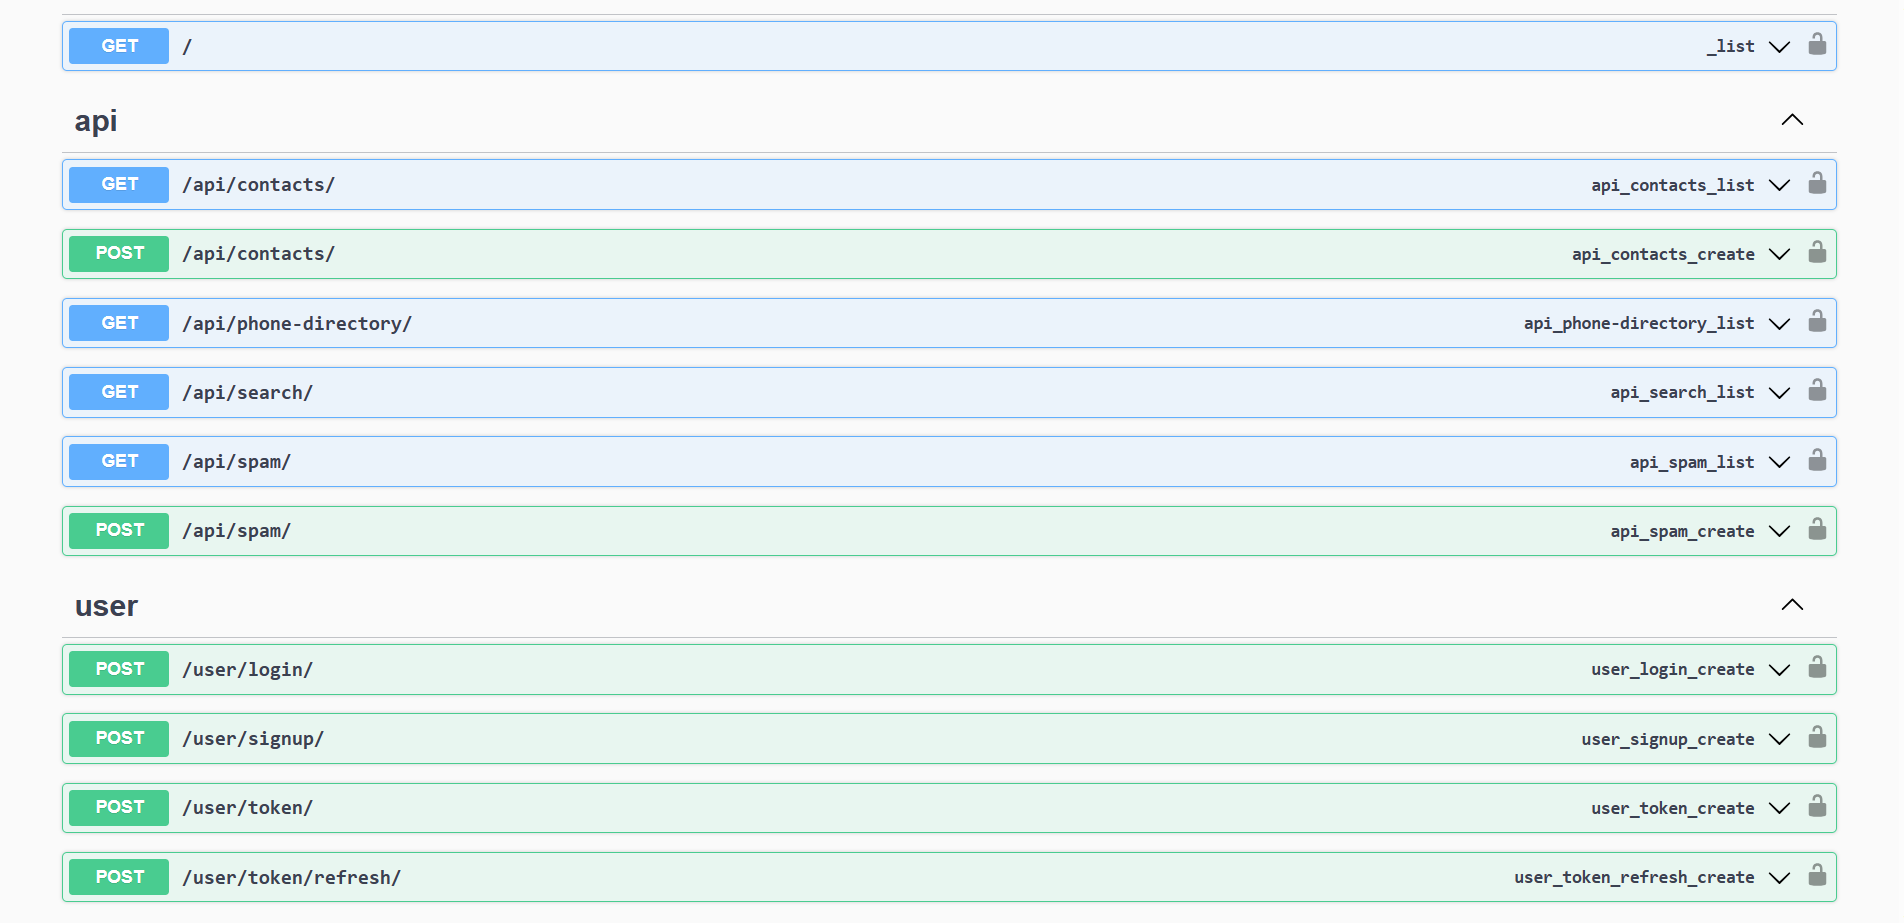 GET / _list
api
GET /api/contacts/ api_contacts_list
POST /api/contacts/ api_contacts_create
GET /api/phone-directory/ api_phone-directory_list
GET /api/search/ api_search_list
GET /api/spam/ api_spam_list
POST /api/spam/ api_spam_create
user
POST /user/login/ user_login_create
POST /user/signup/ user_signup_create
POST /user/token/ user_token_create
POST /user/token/refresh/ user_token_refresh_create